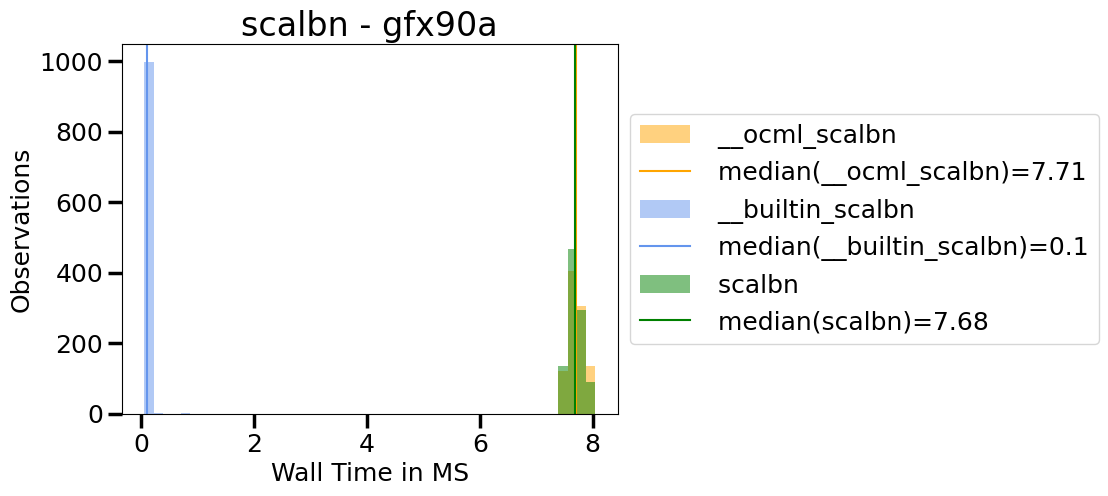 scalbn - gfx90a
1000
800
600
400
200
0
Observations
0 2 4 6 8
Wall Time in MS
__ocml_scalbn
median(__ocml_scalbn)=7.71
__builtin_scalbn
median(__builtin_scalbn)=0.1
scalbn
median(scalbn)=7.68